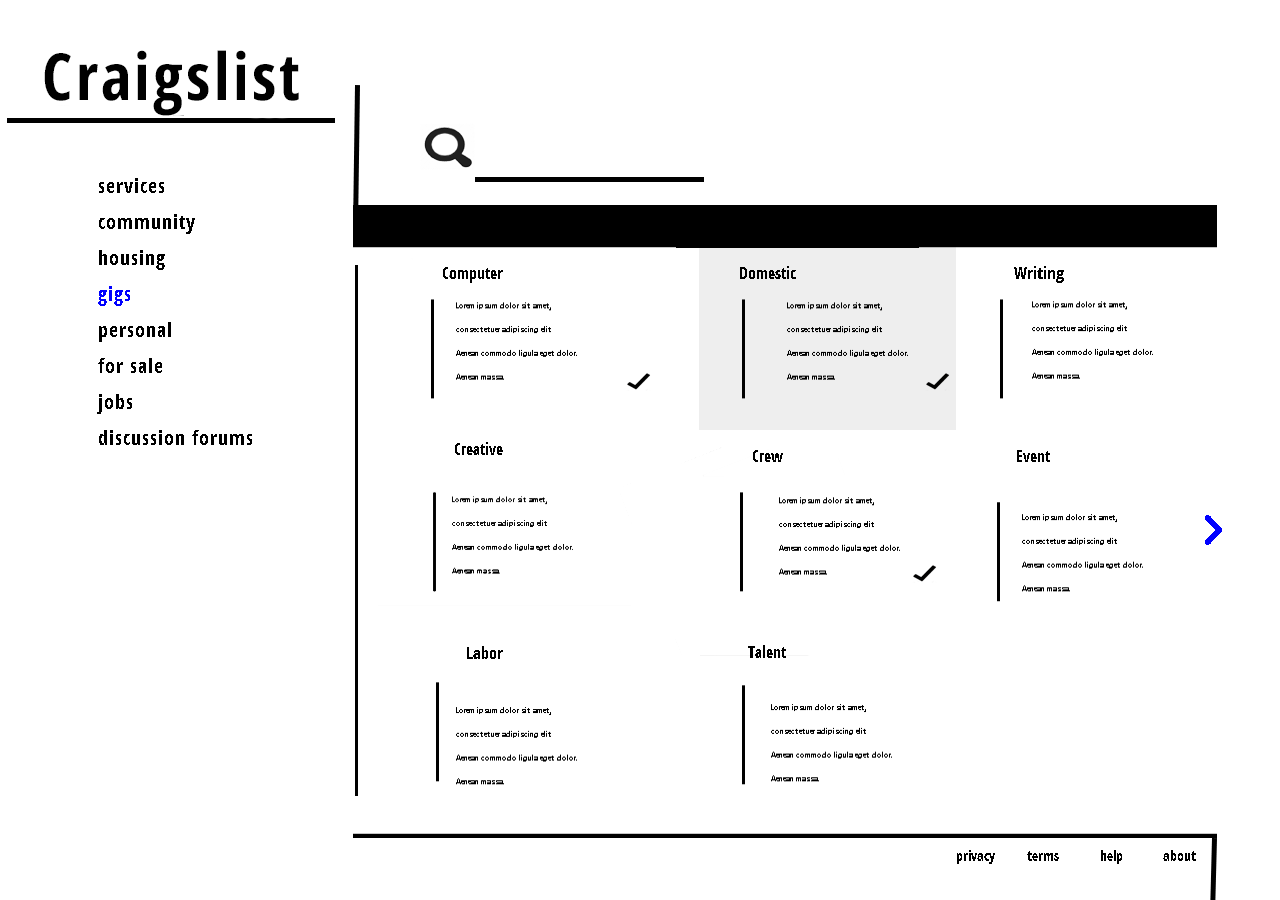 Craigslist
services
community
housing
gigs
personal
for sale
jobs
discussion forums
Computer
Lorem ipsum dolor sit amet,
consectetuer adipiscing elit
Aenean commodo ligula eget dolor.
Aenean massa.
Domestic
Lorem ipsum dolor sit amet,
consectetuer adipiscing elit
Aenean commodo ligula eget dolor.
Aenean massa.
Writing
Lorem ipsum dolor sit amet,
consectetuer adipiscing elit
Aenean commodo ligula eget dolor.
Aenean massa.
Creative
Lorem ipsum dolor sit amet,
consectetuer adipiscing elit
Aenean commodo ligula eget dolor.
Aenean massa.
Crew
Lorem ipsum dolor sit amet,
consectetuer adipiscing elit
Aenean commodo ligula eget dolor.
Aenean massa.
Event
Lorem ipsum dolor sit amet,
consectetuer adipiscing elit
Aenean commodo ligula eget dolor.
Aenean massa.
Labor
Lorem ipsum dolor sit amet,
consectetuer adipiscing elit
Aenean commodo ligula eget dolor.
Aenean massa.
Talent
Lorem ipsum dolor sit amet,
consectetuer adipiscing elit
Aenean commodo ligula eget dolor.
Aenean massa.
privacy terms help about